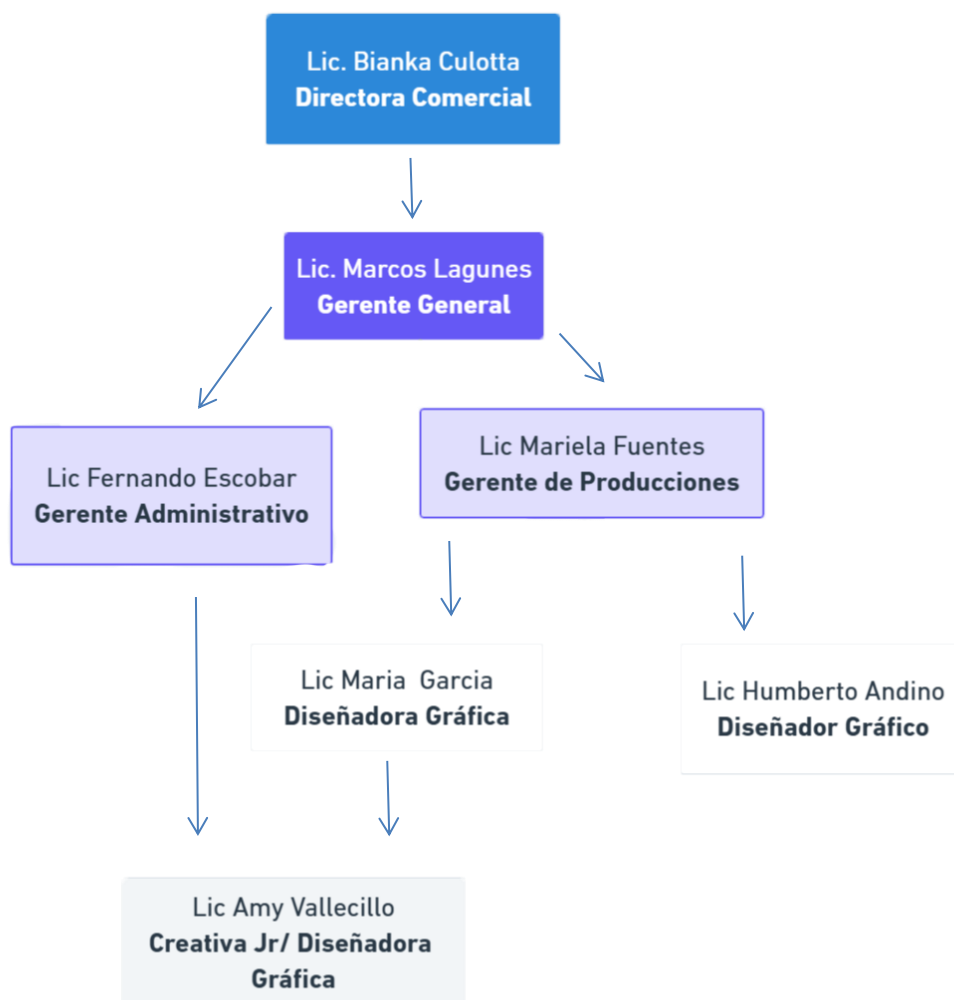 Lic. Bianka Culotta
Directora Comercial
Lic. Marcos Lagunes
Gerente General
Lic Fernando Escobar
Gerente Administrativo
Lic Mariela Fuentes
Gerente de Producciones
Lic Maria  Garcia
Diseñadora Gráfica
Lic Humberto Andino
Diseñador Gráfico
Lic Amy Vallecillo
Creativa Jr/ Diseñadora
Gráfica